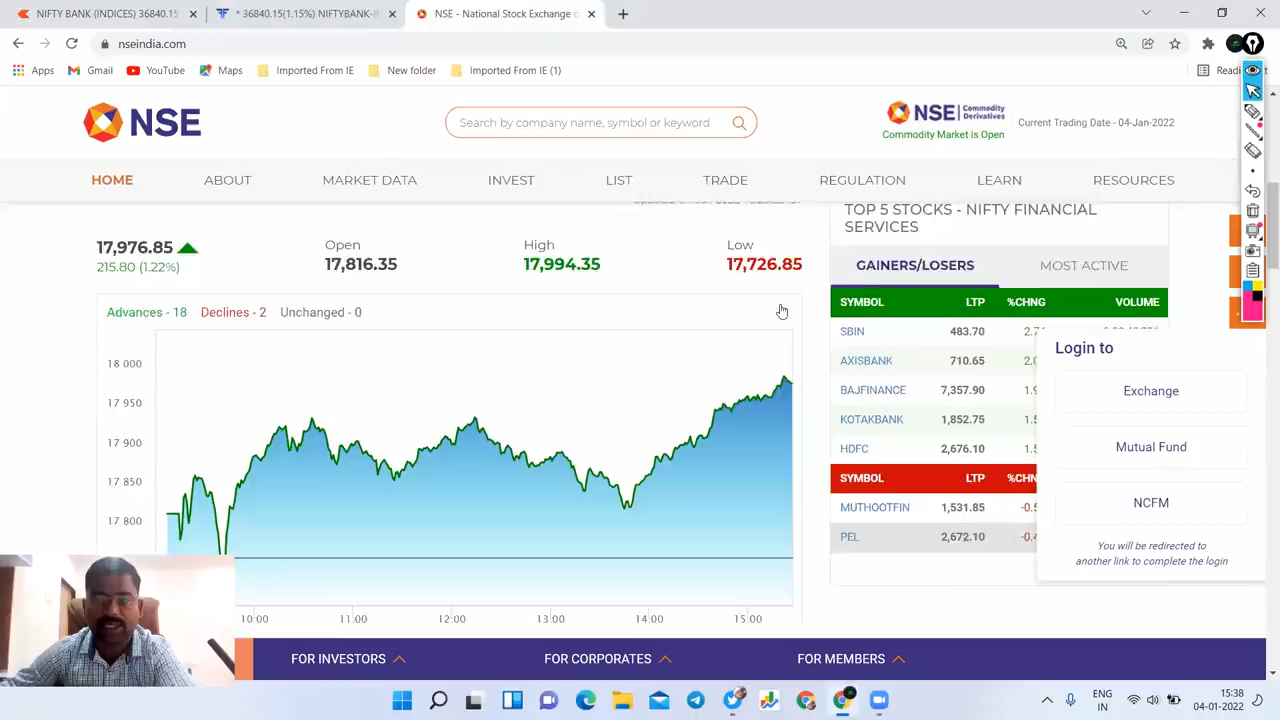 NIFTY BANK (INDICES) 36840.15
* 36840.15(1.15%) NIFTYBANK-I
NSE - National Stock Exchange o
nseindia.com
Apps
Gmail
YouTube
Maps
Imported From IE
New folder
Imported From IE (1)
NSE
Search by company name, symbol or keyword
NSE Commodity Derivatives
Commodity Market is Open
Current Trading Date - 04-Jan-2022
HOME
ABOUT
MARKET DATA
INVEST
LIST
TRADE
REGULATION
LEARN
RESOURCES
17,976.85
215.80 (1.22%)
Open
17,816.35
High
17,994.35
Low
17,726.85
Advances - 18 Declines - 2 Unchanged - 0
18 000
17 950
17 900
17 850
17 800
10:00 11:00 12:00 13:00 14:00 15:00
TOP 5 STOCKS - NIFTY FINANCIAL
SERVICES
GAINERS/LOSERS
MOST ACTIVE
SYMBOL LTP %CHNG VOLUME
SBIN 483.70
AXISBANK 710.65
BAJFINANCE 7,357.90
KOTAKBANK 1,852.75
HDFC 2,676.10
SYMBOL LTP %CHN
MUTHOOTFIN 1,531.85
PEL 2,672.10
Login to
Exchange
Mutual Fund
NCFM
You will be redirected to
another link to complete the login
FOR INVESTORS
FOR CORPORATES
FOR MEMBERS
ENG
IN
15:38
04-01-2022